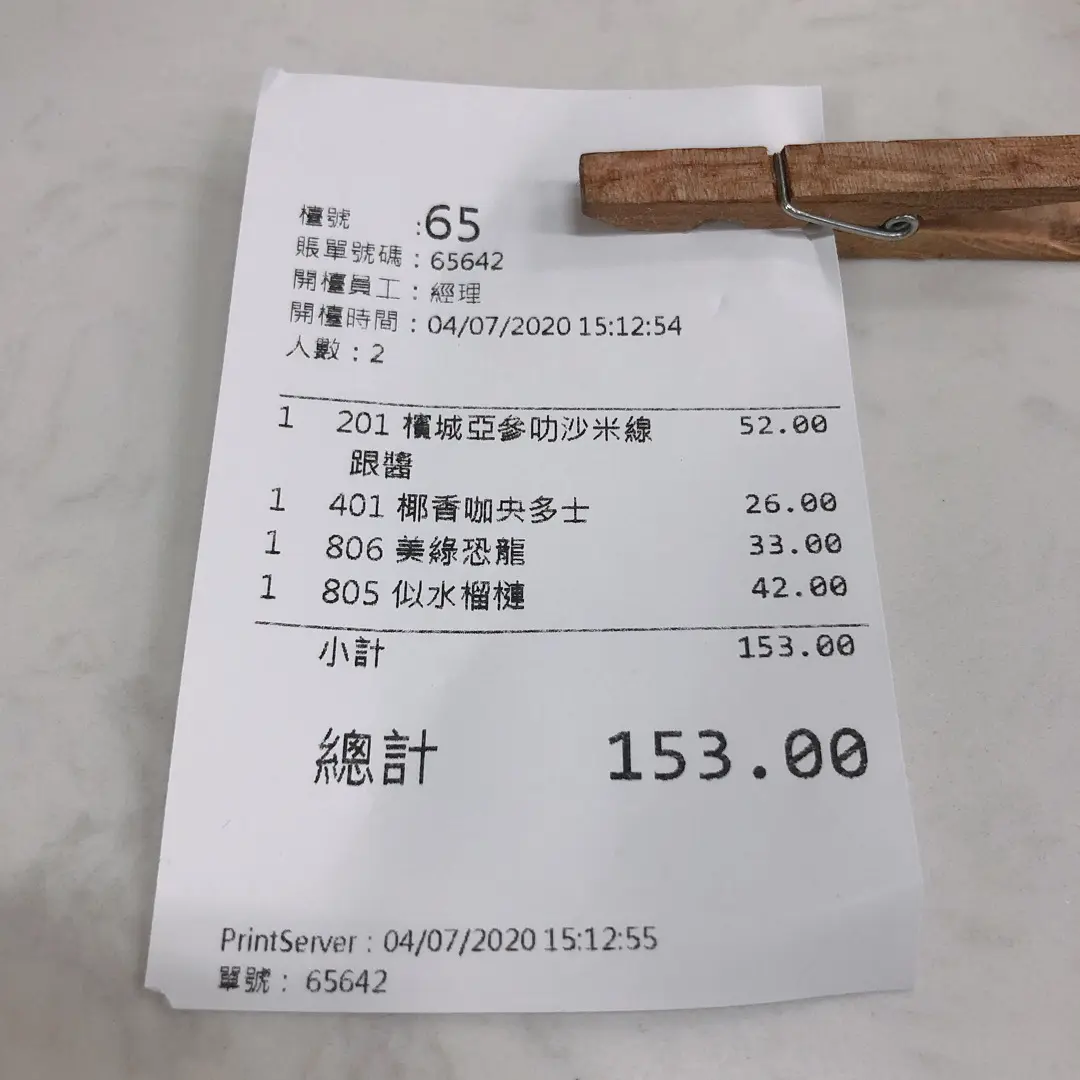 檯號 :65
賬單號碼 : 65642
開檯員工 : 經理
開檯時間 : 04/07/2020 15:12:54
人數 : 2
1 201 檳城亞參叻沙米線 52.00
跟醬
1 401 椰香咖央多士 26.00
1 806 美綠恐龍 33.00
1 805 似水榴槤 42.00
小計 153.00
總計 153.00
PrintServer : 04/07/2020 15:12:55
單號 : 65642